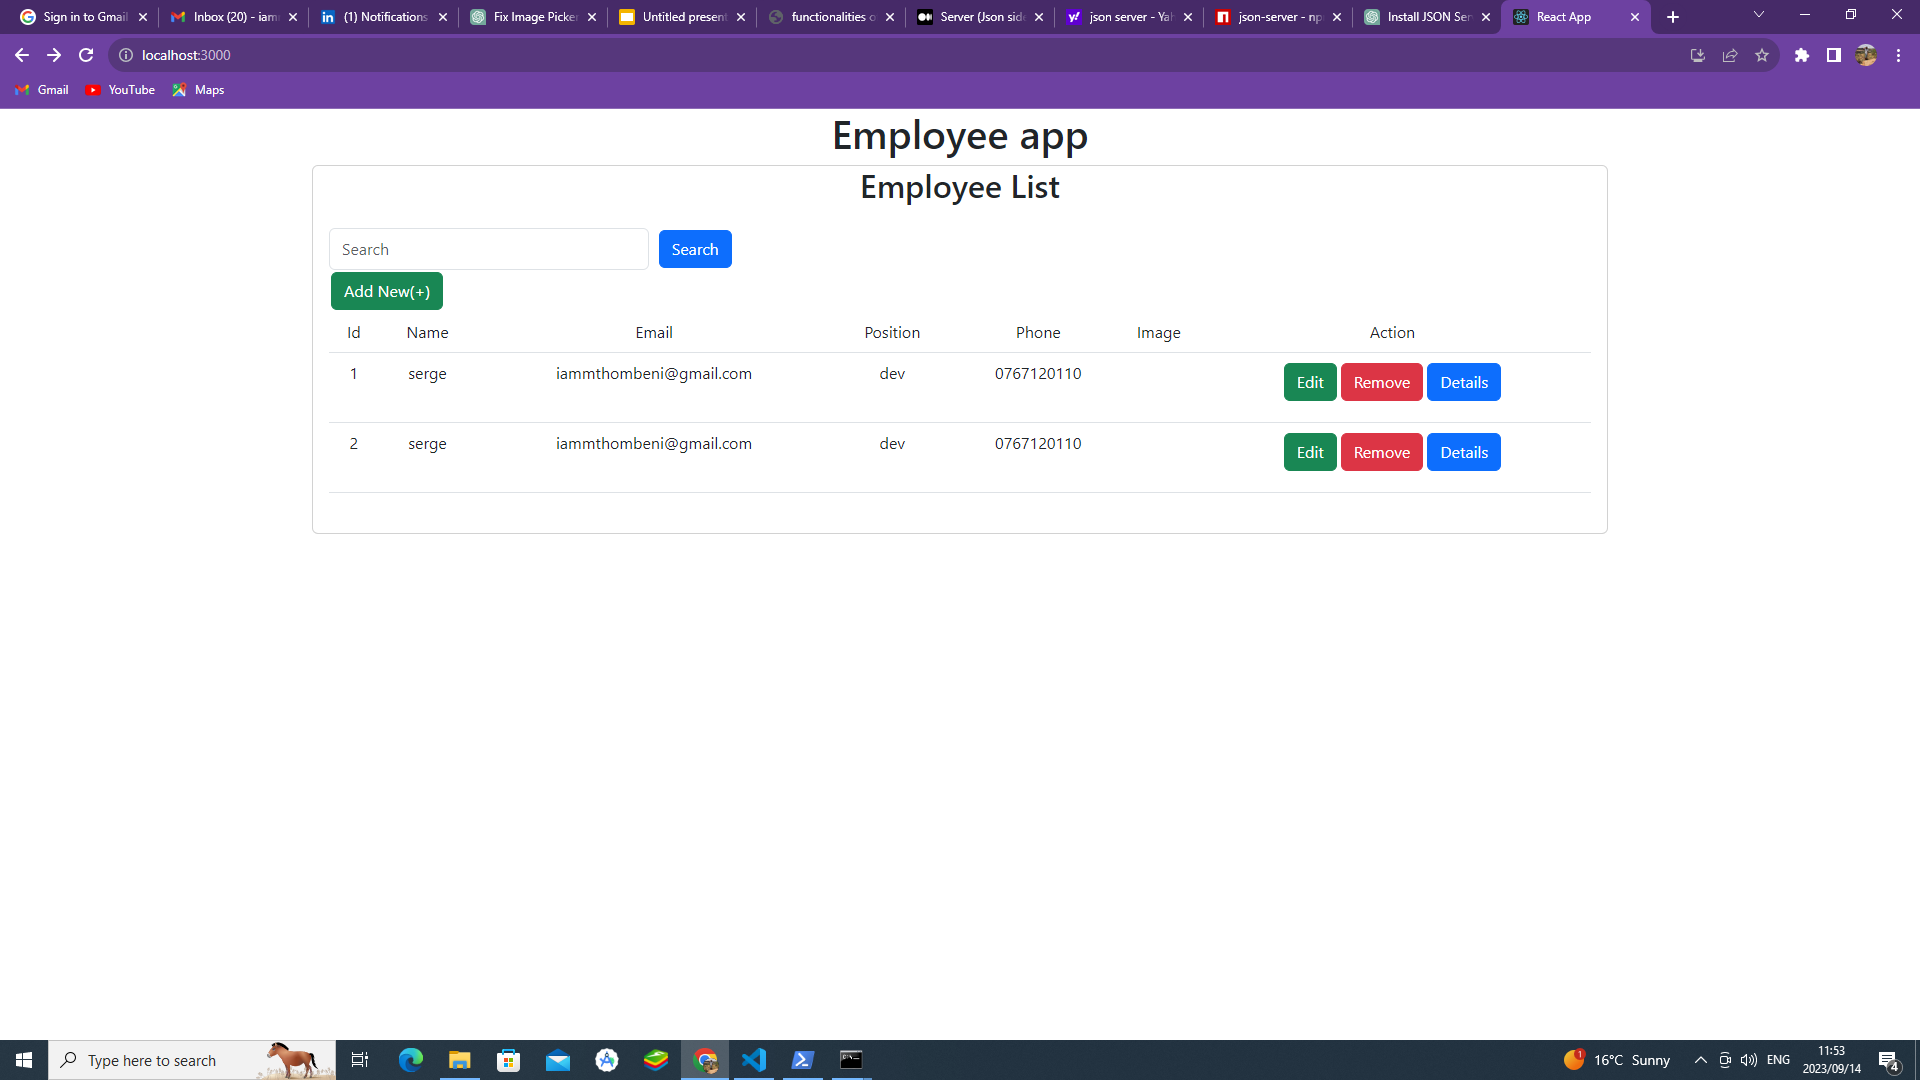 Sign in to Gmail
Inbox (20) - iam
(1) Notifications
Fix Image Picker
Untitled present
functionalities o
Server (Json side
json server - Yah
json-server - np
Install JSON Ser
React App
localhost:3000
Gmail
YouTube
Maps
Employee app
Employee List
Search Search
Add New(+)
Id Name Email Position Phone Image Action
1 serge iammthombeni@gmail.com dev 0767120110 Edit Remove Details
2 serge iammthombeni@gmail.com dev 0767120110 Edit Remove Details
Type here to search
1
16°C Sunny
ENG
11:53
2023/09/14
4